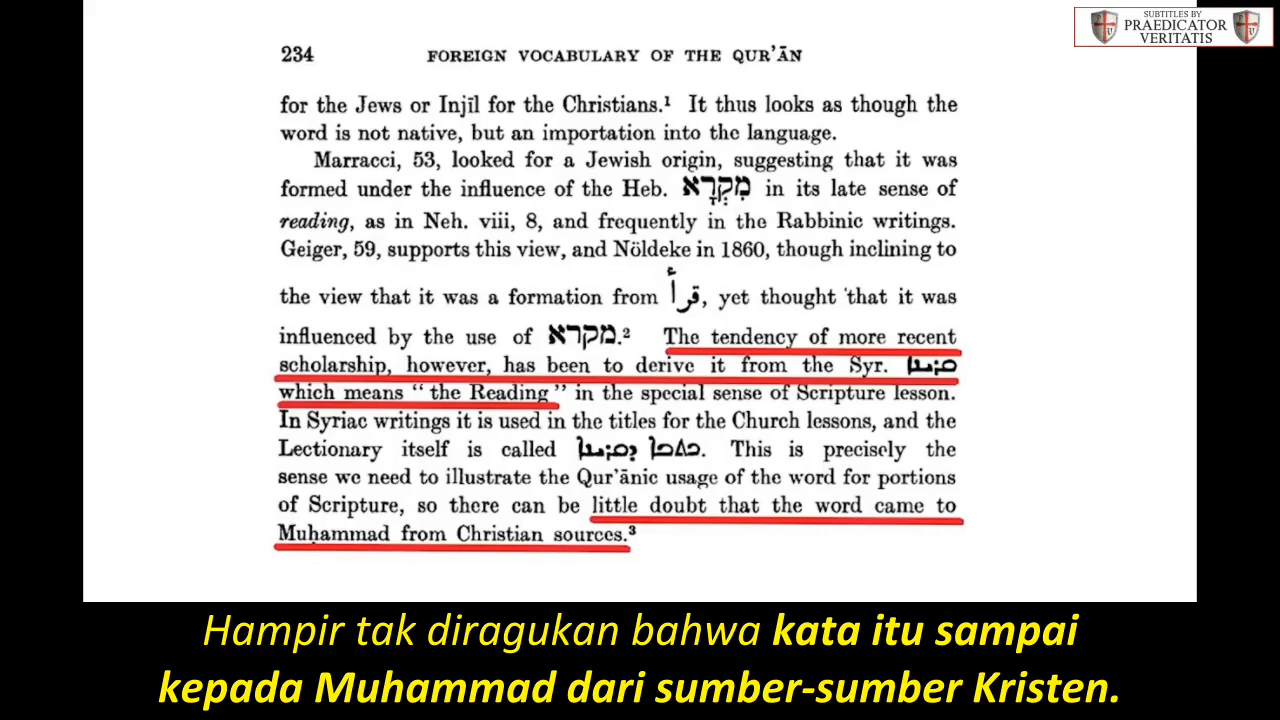 SUBTITLES BY
PRAEDICATOR
VERITATIS
234 FOREIGN VOCABULARY OF THE QUR'ĀN
for the Jews or Injīl for the Christians.¹ It thus looks as though the
word is not native, but an importation into the language.
Marracci, 53, looked for a Jewish origin, suggesting that it was
formed under the influence of the Heb. מִקְרָא in its late sense of
reading, as in Neh. viii, 8, and frequently in the Rabbinic writings.
Geiger, 59, supports this view, and Nöldeke in 1860, though inclining to
the view that it was a formation from قرأ, yet thought that it was
influenced by the use of מקרא.² The tendency of more recent
scholarship, however, has been to derive it from the Syr. ܩܪܝܢܐ
which means “ the Reading ” in the special sense of Scripture lesson.
In Syriac writings it is used in the titles for the Church lessons, and the
Lectionary itself is called ܟܬܒܐ ܕܩܪܝܢܐ. This is precisely the
sense we need to illustrate the Qur'ānic usage of the word for portions
of Scripture, so there can be little doubt that the word came to
Muḥammad from Christian sources.³
Hampir tak diragukan bahwa kata itu sampai
kepada Muhammad dari sumber-sumber Kristen.